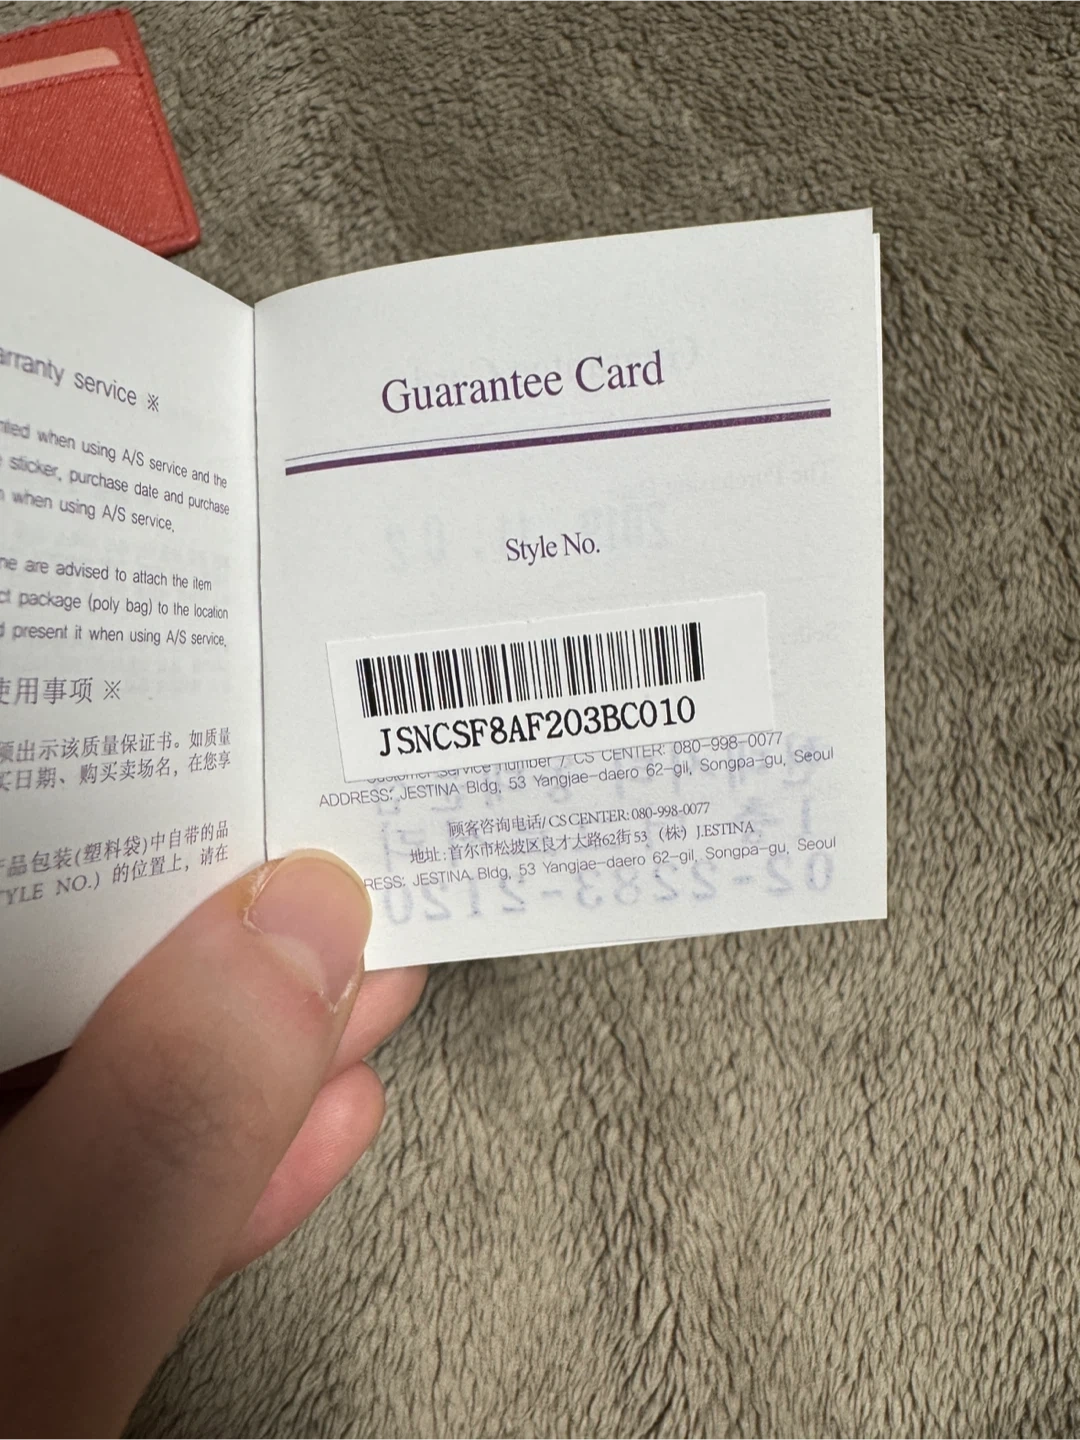 service ※
when using A/S service and the
sticker, purchase date and purchase
when using A/S service.
are advised to attach the item
package (poly bag) to the location
present it when using A/S service.
使用事项 ※
出示该质量保证书。如质量
买日期、购买卖场名，在您享
品包装(塑料袋)中自带的品
STYLE NO.) 的位置上，请在
Guarantee Card
Style No.
JSNCSF8AF203BC010
Customer service number / CS CENTER: 080-998-0077
ADDRESS: JESTINA Bldg, 53 Yangjae-daero 62-gil, Songpa-gu, Seoul
顾客咨询电话/ CS CENTER: 080-998-0077
地址:首尔市松坡区良才大路62街 53 （株）J.ESTINA
JESTINA. Bldg, 53 Yangjae-daero 62-gil, Songpa-gu, Seoul